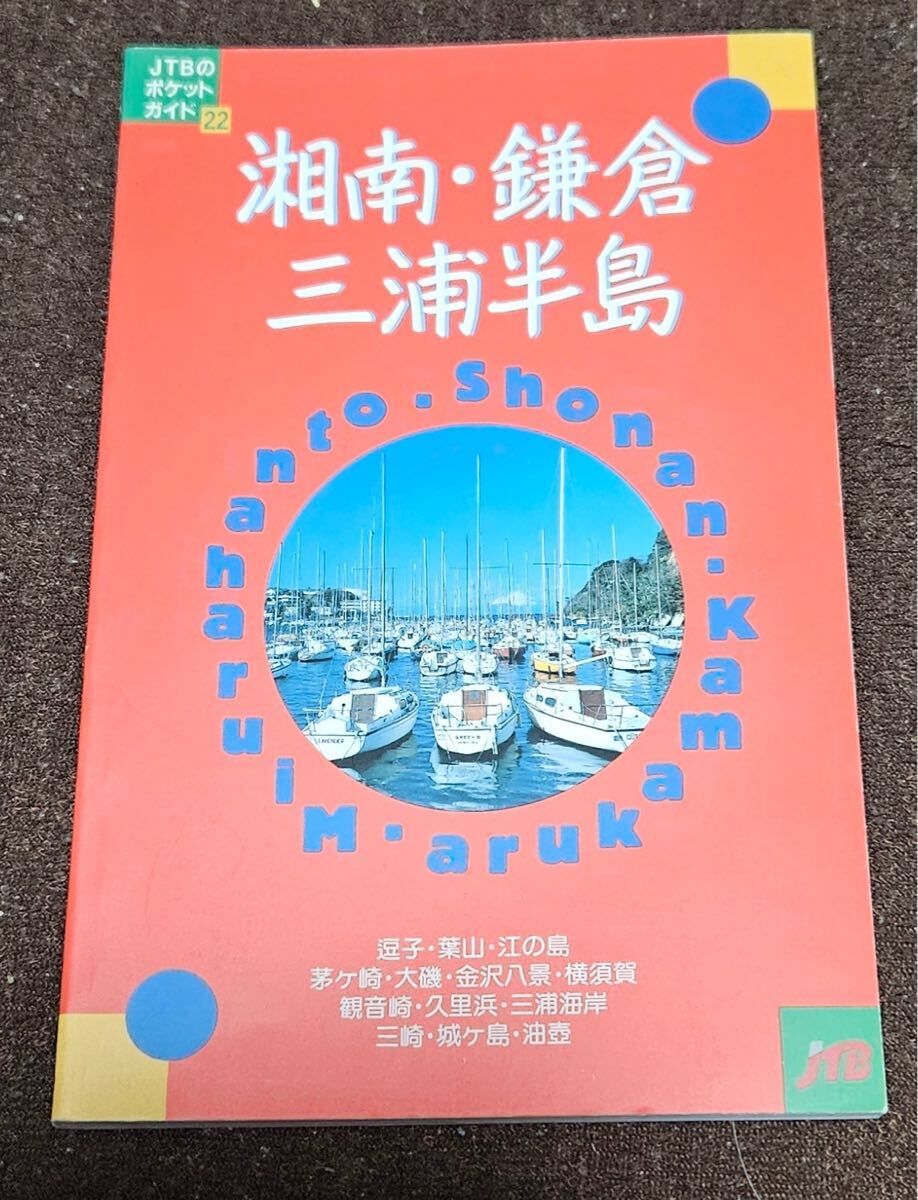 JTBの
ポケット
ガイド 22
湘南・鎌倉
三浦半島
Shonan・Kamakura・Miurahanto・
LAVENDER
逗子・葉山・江の島
茅ケ崎・大磯・金沢八景・横須賀
観音崎・久里浜・三浦海岸
三崎・城ケ島・油壺
JTB